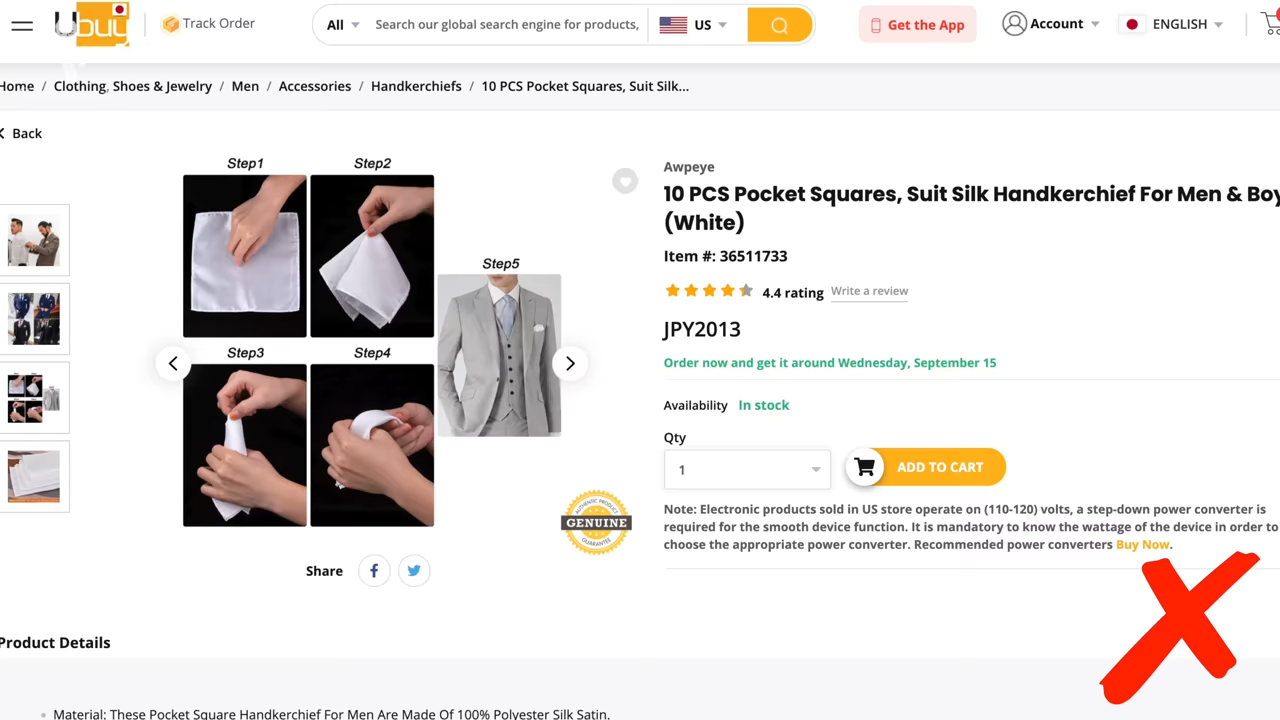 Ubuy
Track Order
All
Search our global search engine for products,
US
Get the App
Account
ENGLISH
Home / Clothing, Shoes & Jewelry / Men / Accessories / Handkerchiefs / 10 PCS Pocket Squares, Suit Silk...
Back
Step1
Step2
Step3
Step4
Step5
AUTHENTIC PRODUCT
GENUINE
GUARANTEE
Share
Awpeye
10 PCS Pocket Squares, Suit Silk Handkerchief For Men & Boy
(White)
Item #: 36511733
4.4 rating
Write a review
JPY2013
Order now and get it around Wednesday, September 15
Availability In stock
Qty
1
ADD TO CART
Note: Electronic products sold in US store operate on (110-120) volts, a step-down power converter is
required for the smooth device function. It is mandatory to know the wattage of the device in order to
choose the appropriate power converter. Recommended power converters Buy Now.
Product Details
Material: These Pocket Square Handkerchief For Men Are Made Of 100% Polyester Silk Satin.